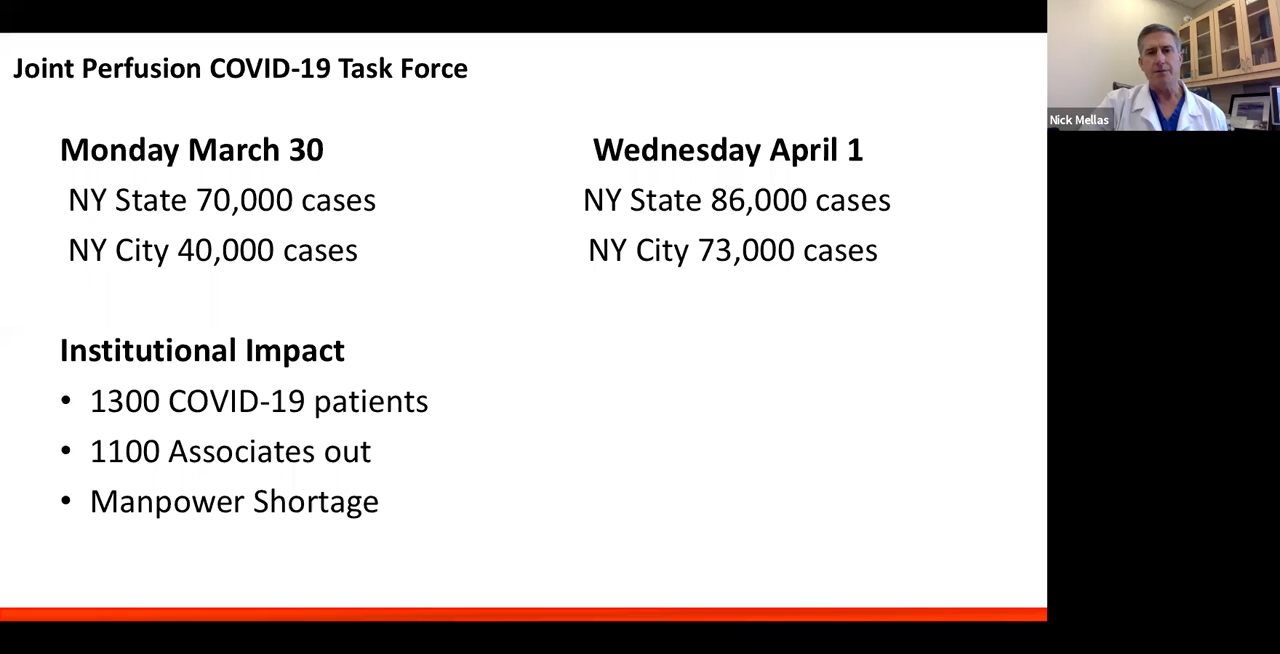 Joint Perfusion COVID-19 Task Force
Monday March 30
NY State 70,000 cases
NY City 40,000 cases
Wednesday April 1
NY State 86,000 cases
NY City 73,000 cases
Institutional Impact
• 1300 COVID-19 patients
• 1100 Associates out
• Manpower Shortage
Nick Mellas